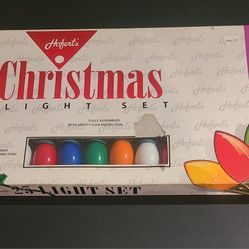 Hofert's
Christmas
LIGHT SET
FULLY ASSEMBLED
WITH SAFETY FUSE PROTECTION
25 LIGHT SET